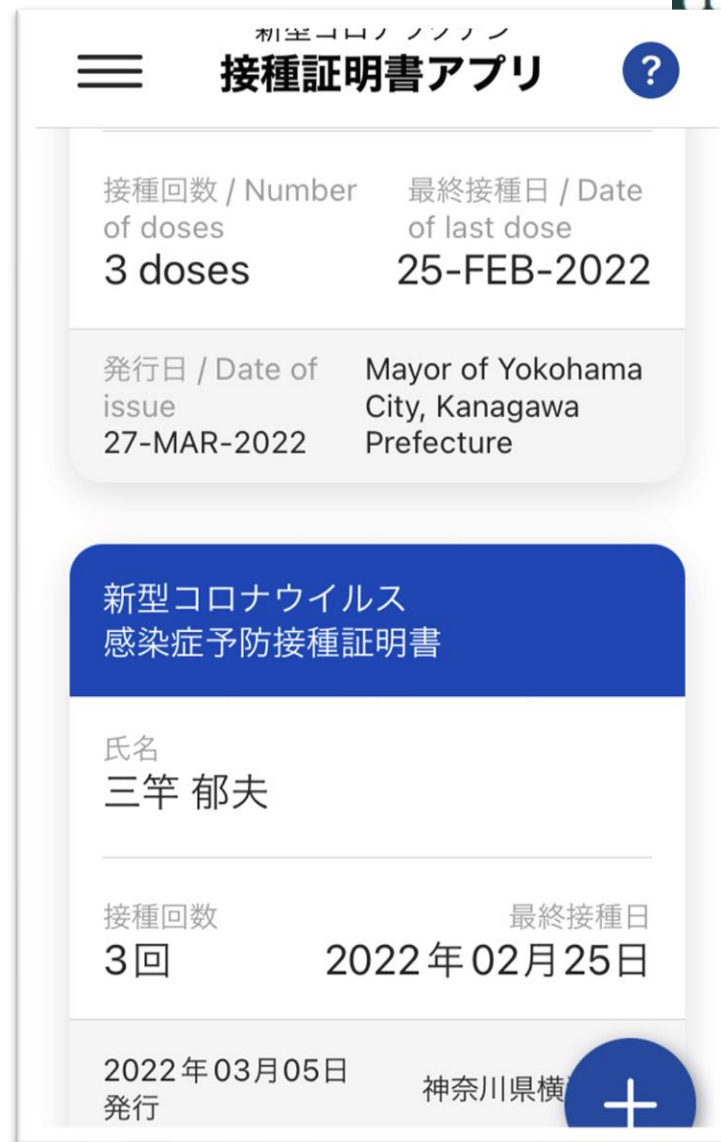 接種証明書アプリ
?
接種回数 / Number
of doses
3 doses
最終接種日 / Date
of last dose
25-FEB-2022
発行日 / Date of
issue
27-MAR-2022
Mayor of Yokohama
City, Kanagawa
Prefecture
新型コロナウイルス
感染症予防接種証明書
氏名
三竿 郁夫
接種回数
3回
最終接種日
2022年02月25日
2022年03月05日
発行
神奈川県横